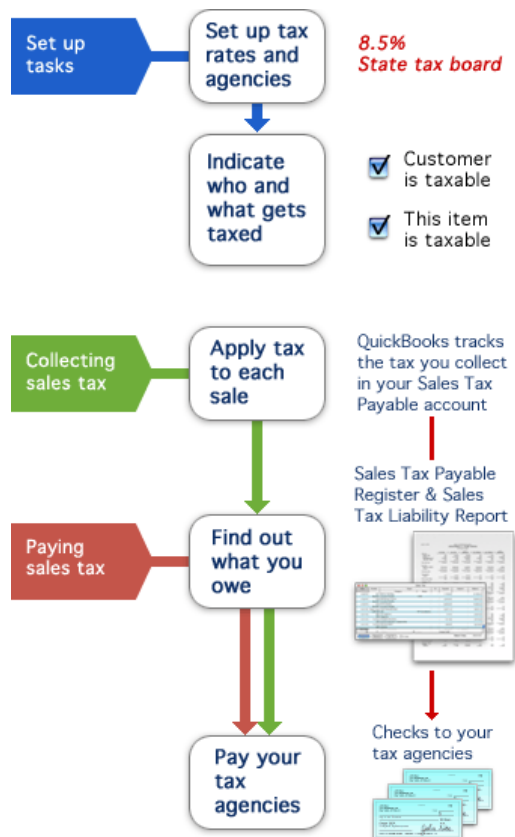 Set up
tasks
Set up tax
rates and
agencies
8.5%
State tax board
Indicate
who and
what gets
taxed
Customer
is taxable
This item
is taxable
Collecting
sales tax
Apply tax
to each
sale
QuickBooks tracks
the tax you collect
in your Sales Tax
Payable account
Sales Tax Payable
Register & Sales
Tax Liability Report
Paying
sales tax
Find out
what you
owe
Pay your
tax
agencies
Checks to your
tax agencies